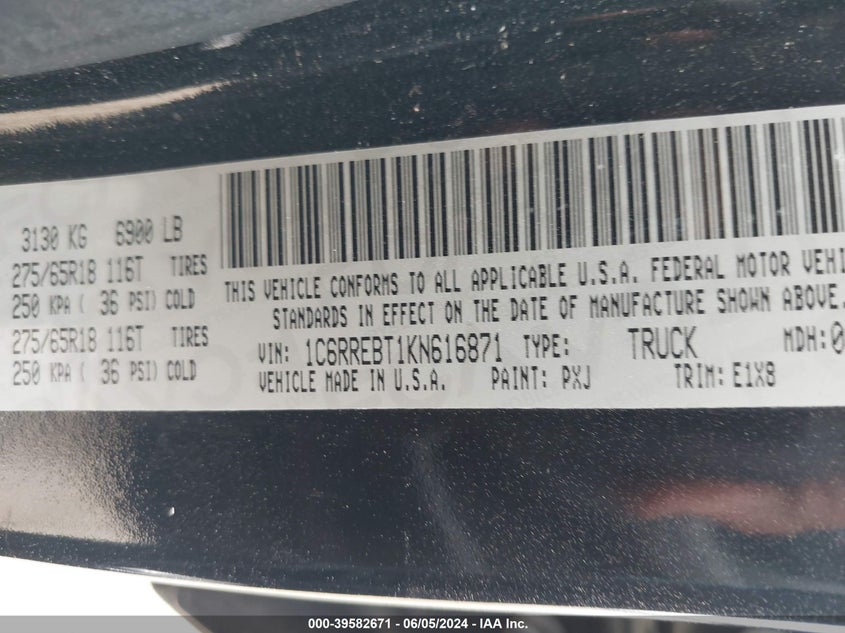 3130 KG 6900 LB
275/65R18 116T TIRES
250 KPA ( 36 PSI) COLD
275/65R18 116T TIRES
250 KPA ( 36 PSI) COLD
THIS VEHICLE CONFORMS TO ALL APPLICABLE U.S.A. FEDERAL MOTOR VEHI
STANDARDS IN EFFECT ON THE DATE OF MANUFACTURE SHOWN ABOVE.
VIN: 1C6RREBT1KN616871 TYPE: TRUCK MDH:0
VEHICLE MADE IN U.S.A. PAINT: PXJ TRIM: E1X8
000-39582671 - 06/05/2024 - IAA Inc.